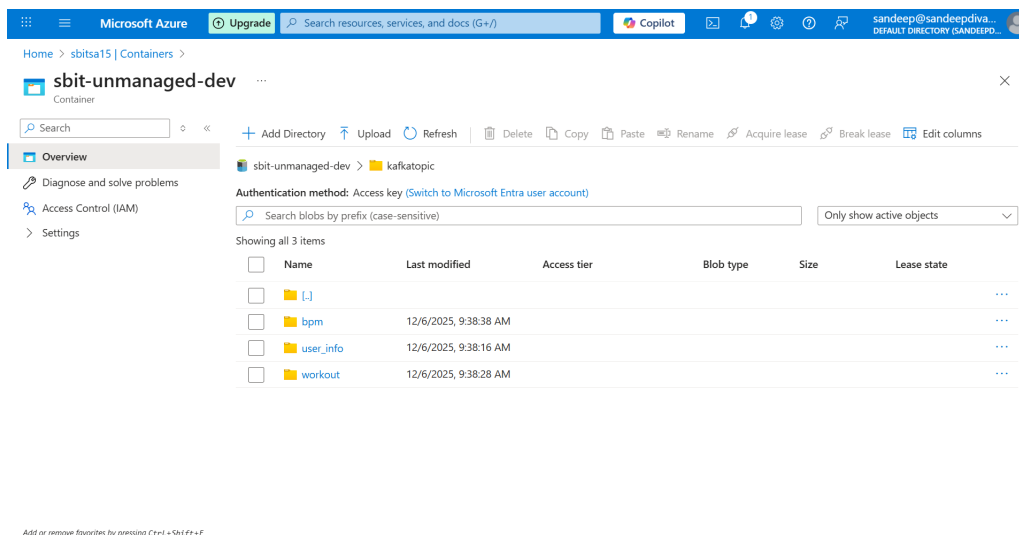 Microsoft Azure
Upgrade
Search resources, services, and docs (G+/)
Copilot
1
sandeep@sandeepdiva...
DEFAULT DIRECTORY (SANDEEPD...
Home > sbitsa15 | Containers >
sbit-unmanaged-dev ...
Container
Search
Add Directory Upload Refresh Delete Copy Paste Rename Acquire lease Break lease Edit columns
Overview
Diagnose and solve problems
Access Control (IAM)
Settings
sbit-unmanaged-dev > kafkatopic
Authentication method: Access key (Switch to Microsoft Entra user account)
Search blobs by prefix (case-sensitive)
Only show active objects
Showing all 3 items
Name Last modified Access tier Blob type Size Lease state
[..]
bpm 12/6/2025, 9:38:38 AM
user_info 12/6/2025, 9:38:16 AM
workout 12/6/2025, 9:38:28 AM
Add or remove favorites by pressing Ctrl+Shift+F